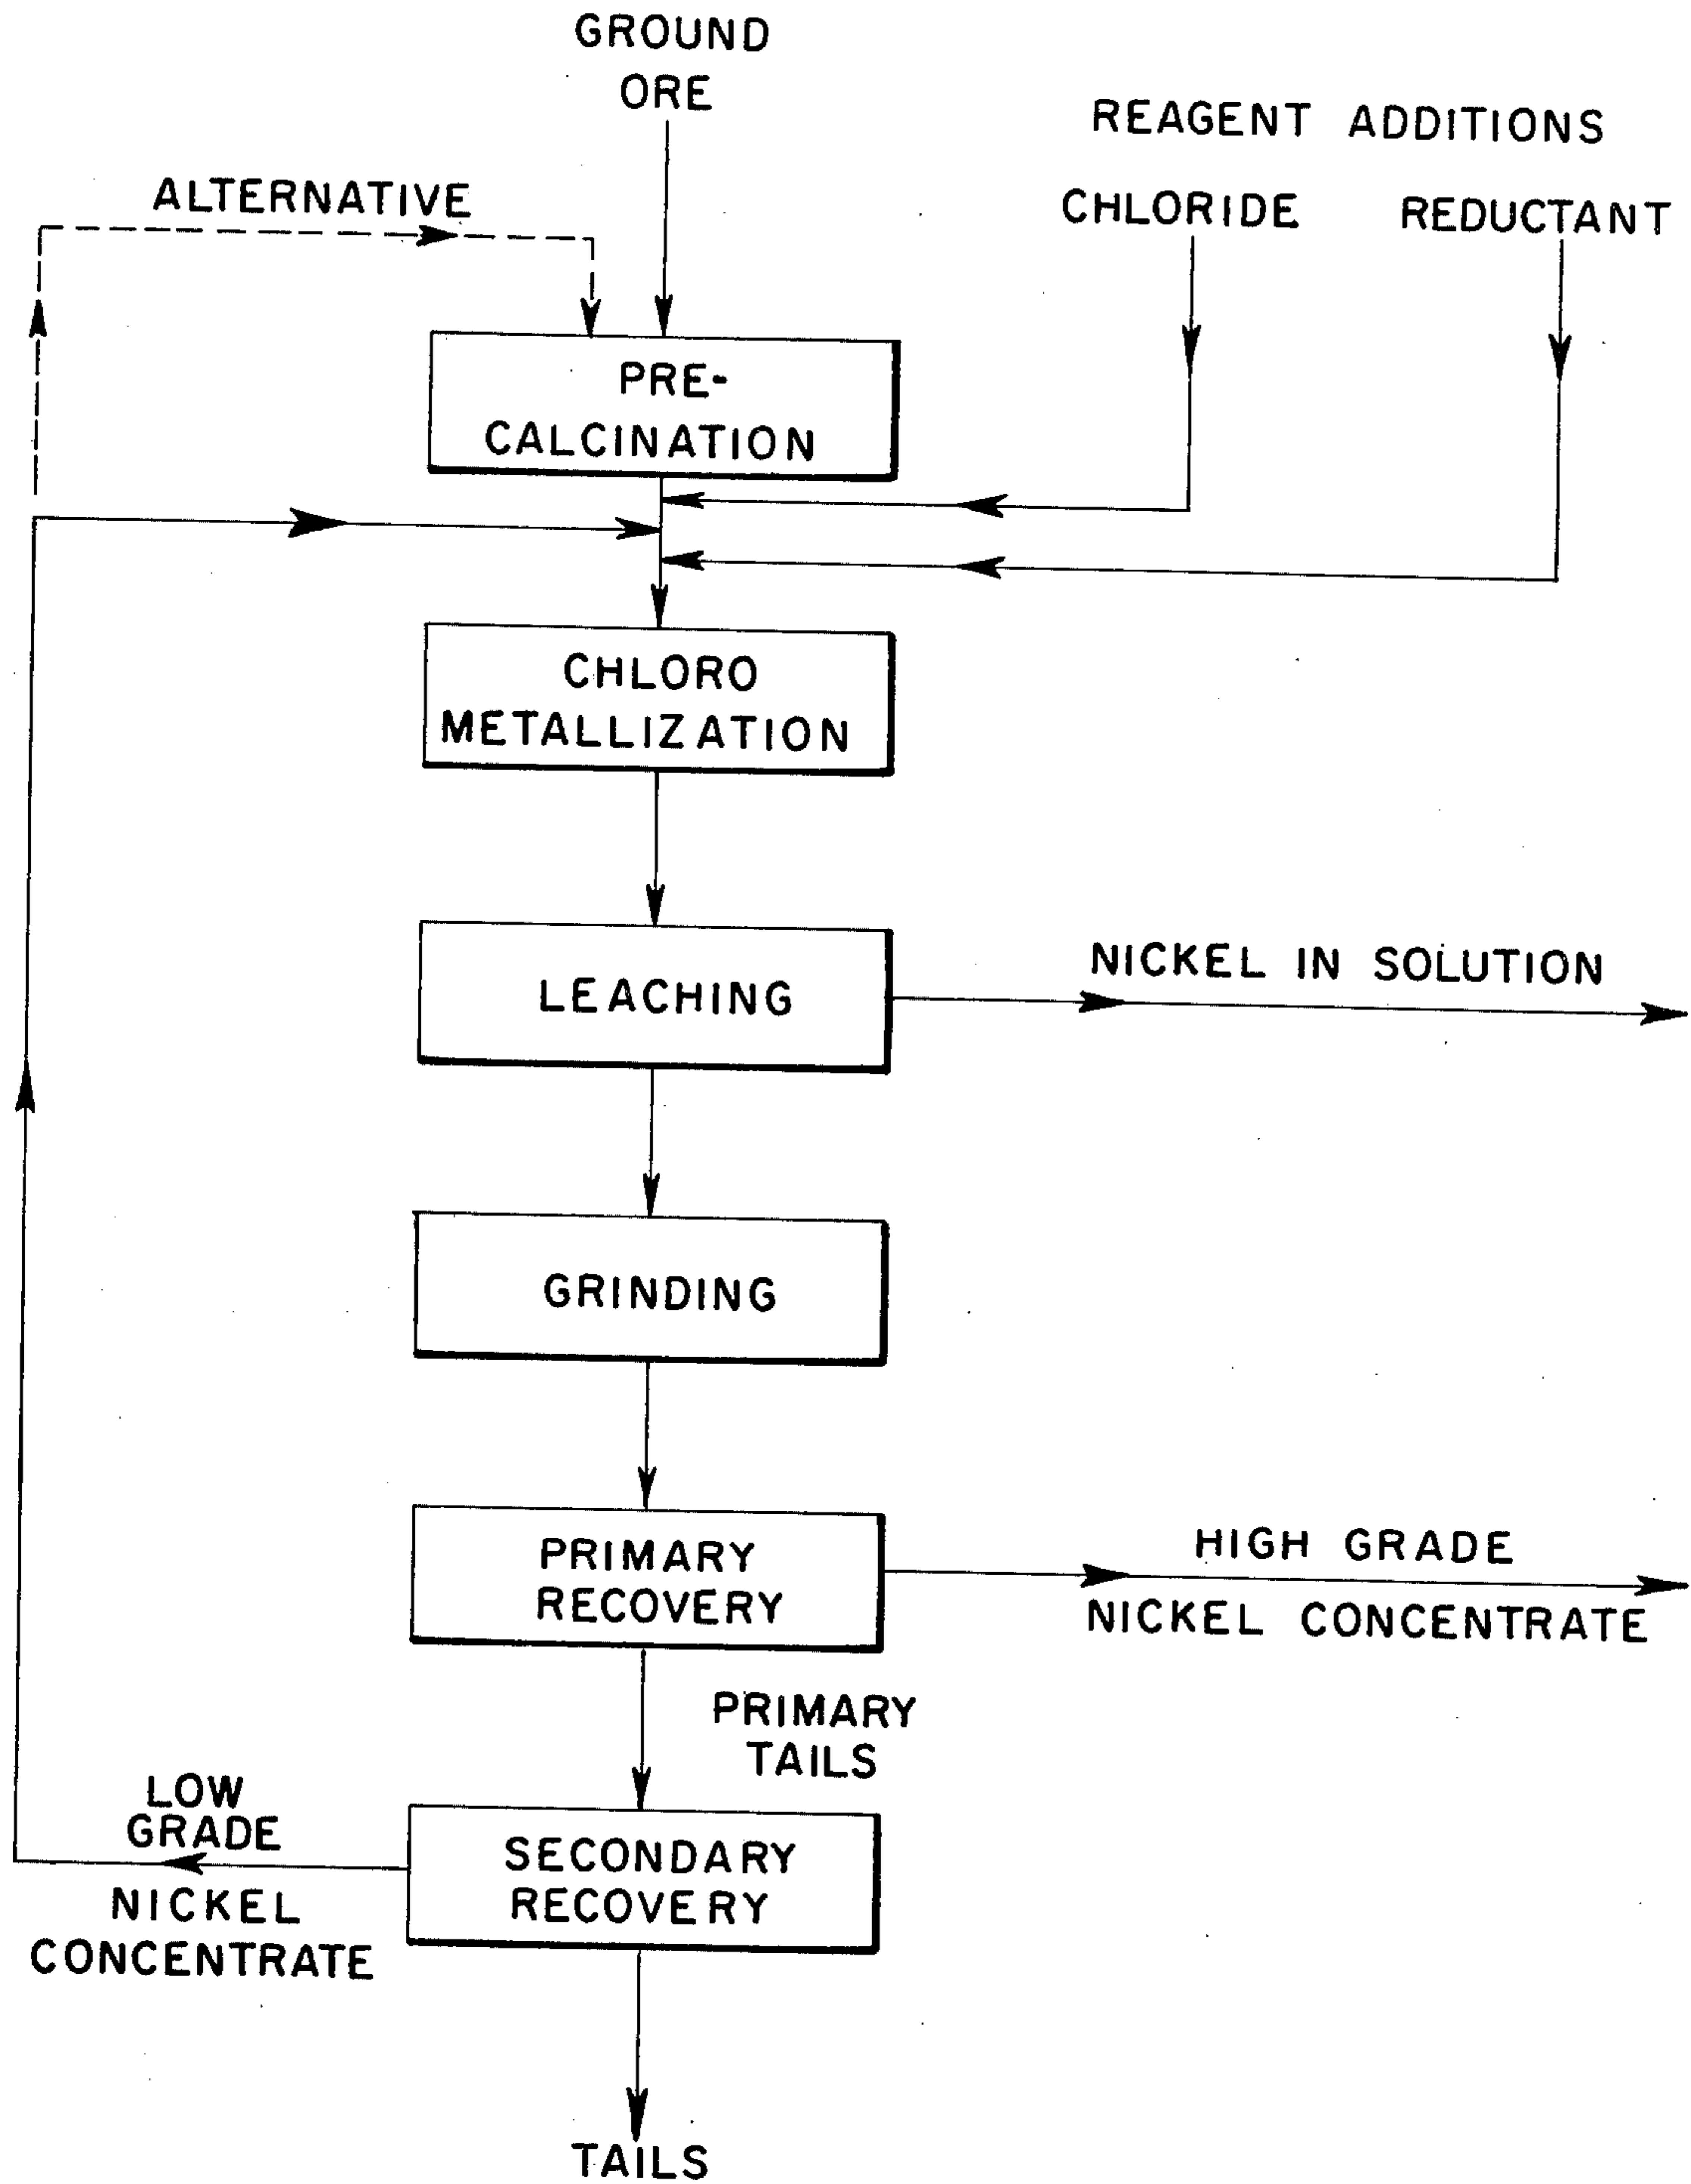 GROUND
ORE
REAGENT ADDITIONS
ALTERNATIVE
CHLORIDE
REDUCTANT
PRE-
CALCINATION
CHLORO
METALLIZATION
LEACHING
NICKEL IN SOLUTION
GRINDING
PRIMARY
RECOVERY
HIGH GRADE
NICKEL CONCENTRATE
PRIMARY
TAILS
LOW
GRADE
NICKEL
CONCENTRATE
SECONDARY
RECOVERY
TAILS